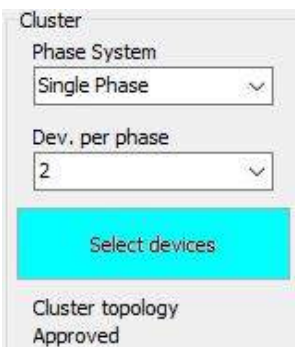 Cluster
Phase System
Single Phase
Dev. per phase
2
Select devices
Cluster topology
Approved